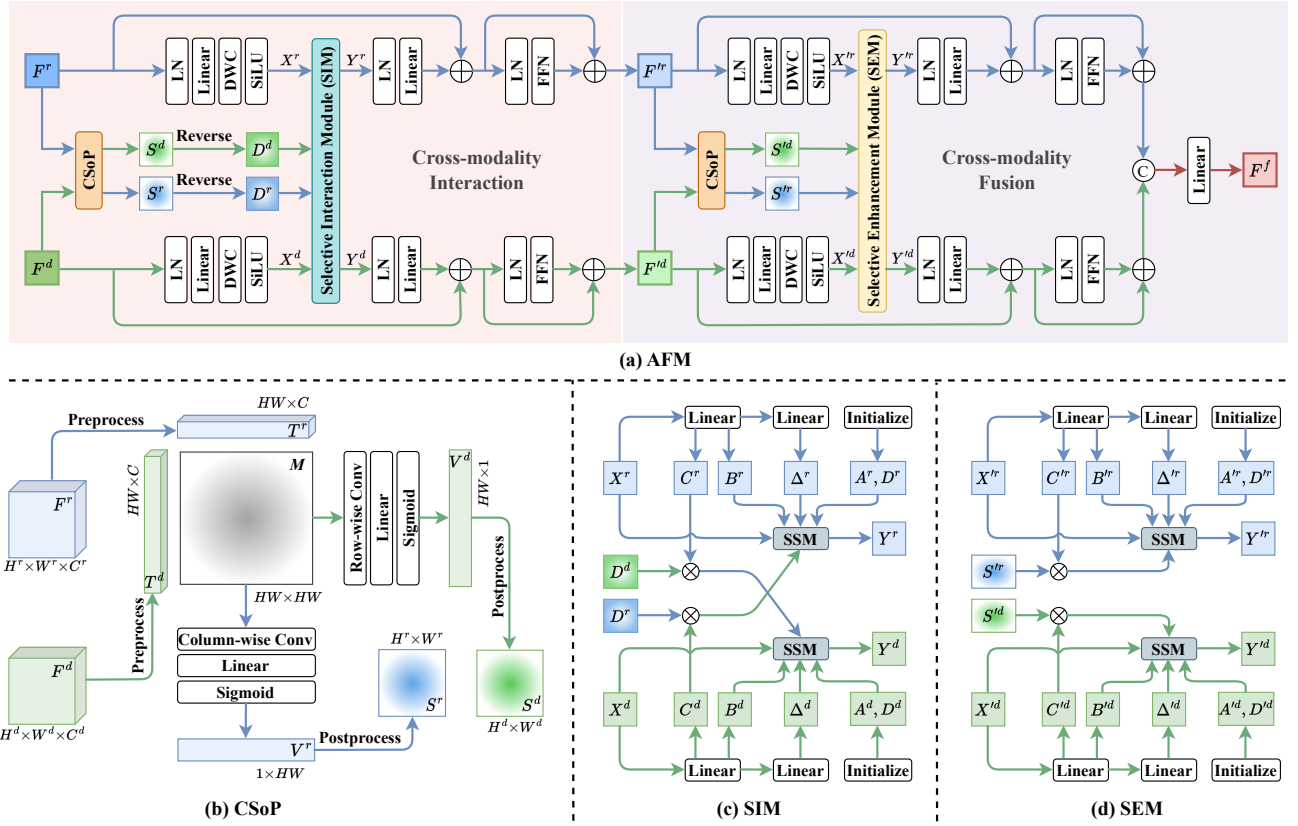 F^r
LN
Linear
DWC
SiLU
X^r
Selective Interaction Module (SIM)
Y^r
LN
Linear
LN
FFN
CSoP
S^d
Reverse
D^d
S^r
Reverse
D^r
Cross-modality
Interaction
F^d
LN
Linear
DWC
SiLU
X^d
Y^d
LN
Linear
LN
FFN
F'^r
LN
Linear
DWC
SiLU
X'^r
Selective Enhancement Module (SEM)
Y'^r
LN
Linear
LN
FFN
CSoP
S'^d
S'^r
Cross-modality
Fusion
C
Linear
F^f
F'^d
LN
Linear
DWC
SiLU
X'^d
Y'^d
LN
Linear
LN
FFN
(a) AFM
Preprocess
HW×C
T^r
F^r
H^r×W^r×C^r
HW×C
T^d
Preprocess
F^d
H^d×W^d×C^d
M
HW×HW
Row-wise Conv
Linear
Sigmoid
V^d
HW×1
Postprocess
Column-wise Conv
Linear
Sigmoid
V^r
1×HW
Postprocess
H^r×W^r
S^r
S^d
H^d×W^d
(b) CSoP
Linear
Linear
Initialize
X^r
C^r
B^r
Δ^r
A^r, D^r
SSM
Y^r
D^d
D^r
SSM
Y^d
X^d
C^d
B^d
Δ^d
A^d, D^d
Linear
Linear
Initialize
(c) SIM
Linear
Linear
Initialize
X'^r
C'^r
B'^r
Δ'^r
A'^r, D'^r
SSM
Y'^r
S'^r
S'^d
SSM
Y'^d
X'^d
C'^d
B'^d
Δ'^d
A'^d, D'^d
Linear
Linear
Initialize
(d) SEM